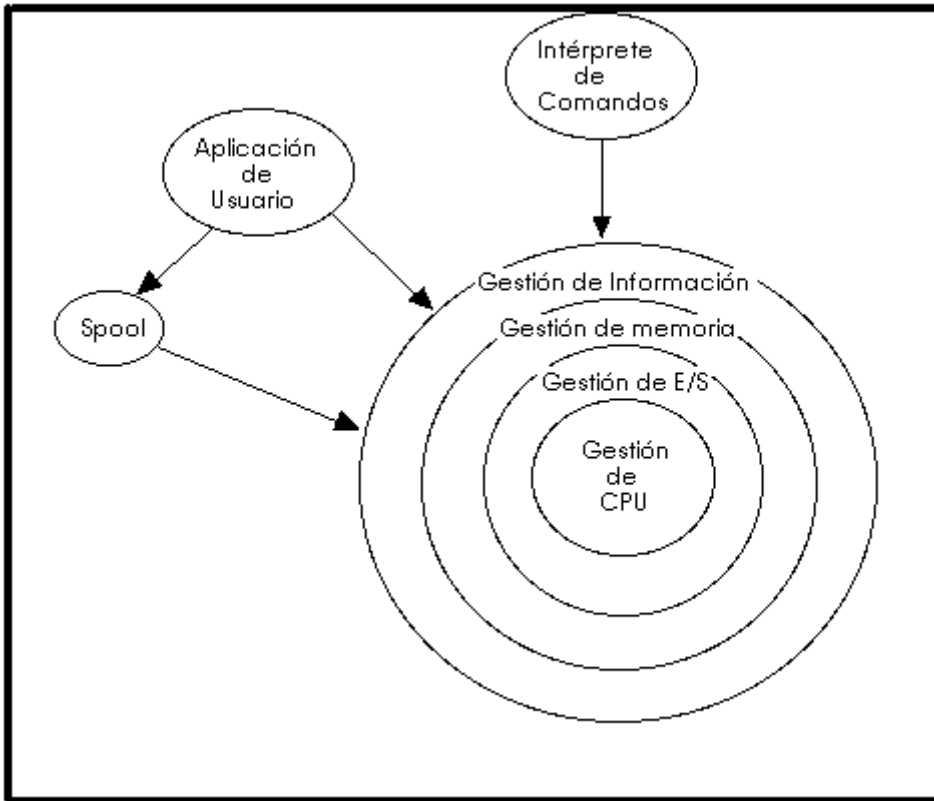 Intérprete
de
Comandos
Aplicación
de
Usuario
Spool
Gestión de Información
Gestión de memoria
Gestión de E/S
Gestión
de
CPU